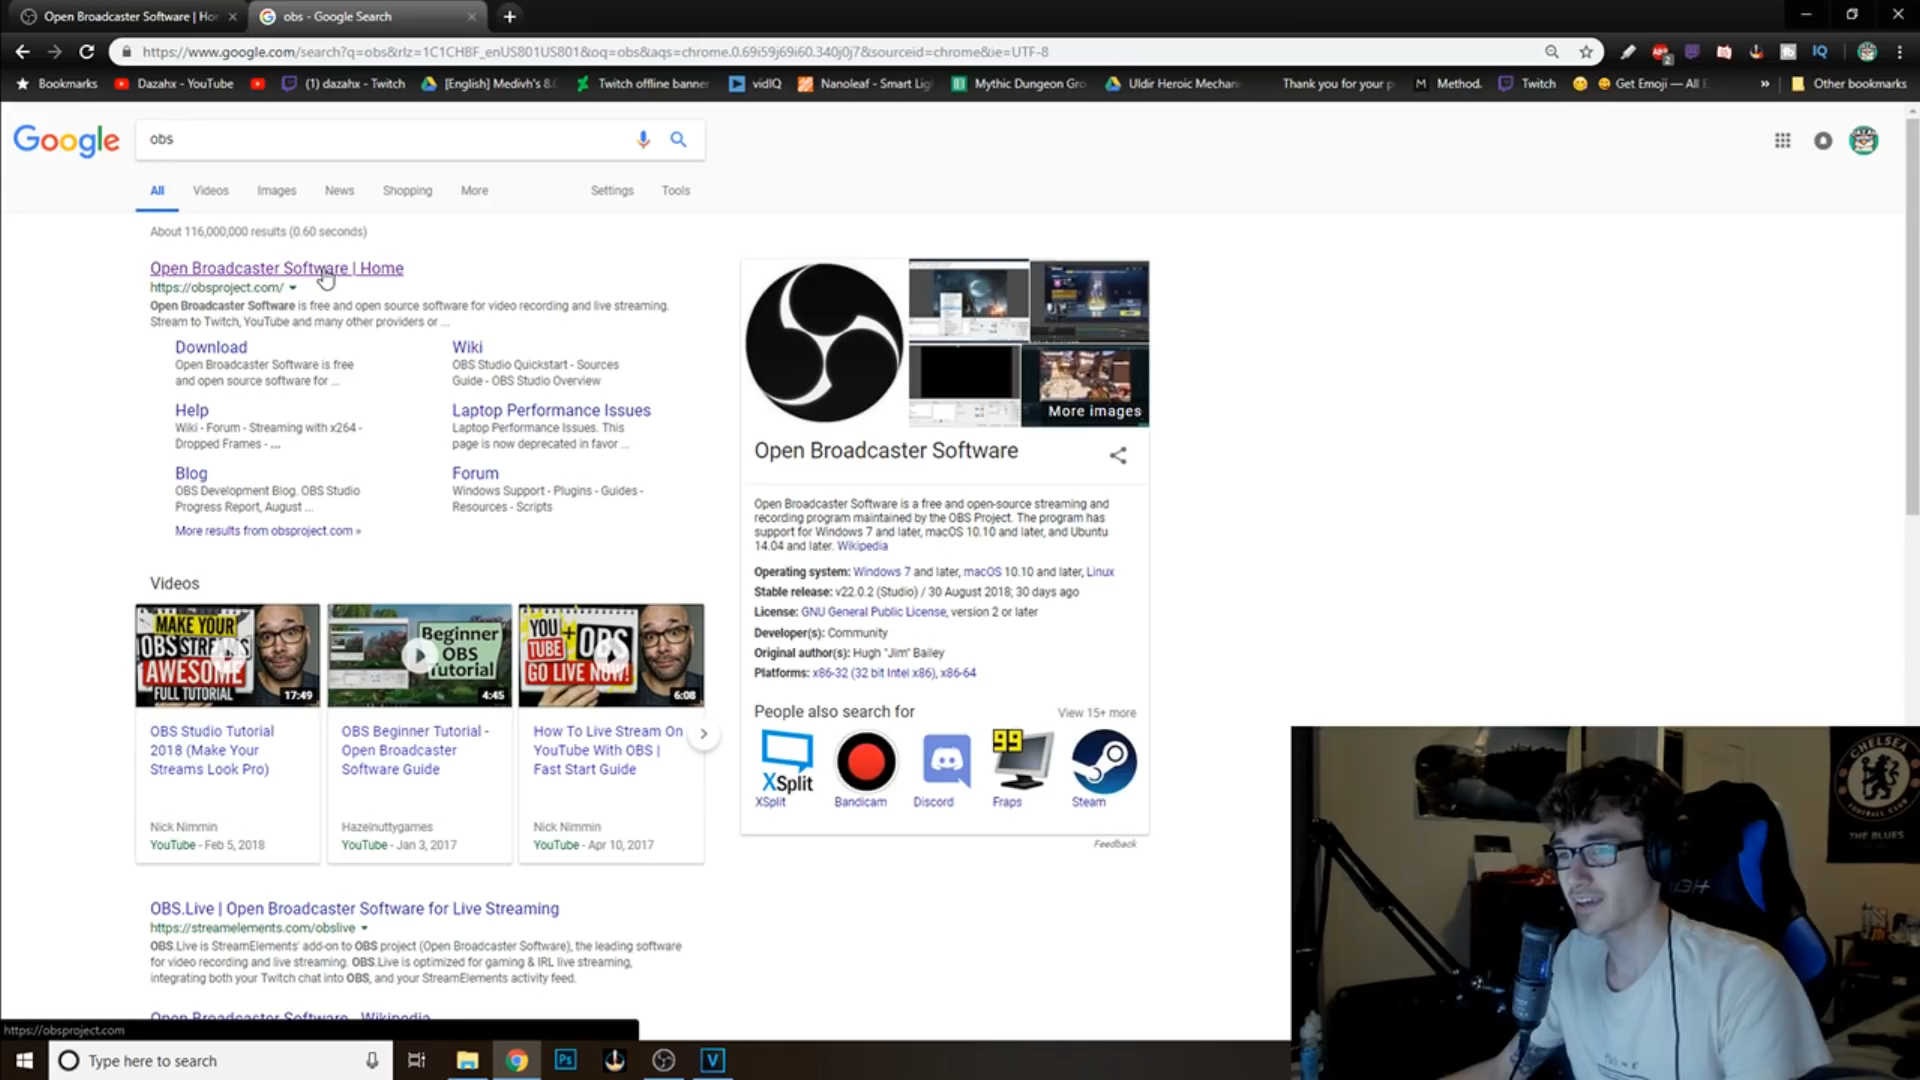 Open Broadcaster Software | Hor
obs - Google Search
https://www.google.com/search?q=obs&rlz=1C1CHBF_enUS801US801&oq=obs&aqs=chrome.0.69i59j69i60.340j0j7&sourceid=chrome&ie=UTF-8
2
IQ
Bookmarks
Dazahx - YouTube
(1) dazahx - Twitch
[English] Medivh's 8.
Twitch offline banner
vidIQ
Nanoleaf - Smart Lig
Mythic Dungeon Gro
Uldir Heroic Mechan
Thank you for your p
M Method.
Twitch
Get Emoji — All E
»
Other bookmarks
Google
obs
All
Videos
Images
News
Shopping
More
Settings
Tools
About 116,000,000 results (0.60 seconds)
Open Broadcaster Software | Home
https://obsproject.com/
Open Broadcaster Software is free and open source software for video recording and live streaming.
Stream to Twitch, YouTube and many other providers or ...
Download
Open Broadcaster Software is free
and open source software for ...
Wiki
OBS Studio Quickstart - Sources
Guide - OBS Studio Overview
Help
Wiki - Forum - Streaming with x264 -
Dropped Frames - ...
Laptop Performance Issues
Laptop Performance Issues. This
page is now deprecated in favor ...
Blog
OBS Development Blog. OBS Studio
Progress Report, August ...
Forum
Windows Support - Plugins - Guides -
Resources - Scripts
More results from obsproject.com »
Videos
MAKE YOUR
OBS STREAMS
AWESOME
FULL TUTORIAL
17:49
OBS Studio Tutorial
2018 (Make Your
Streams Look Pro)
Nick Nimmin
YouTube - Feb 5, 2018
Beginner
OBS
Tutorial
4:45
OBS Beginner Tutorial -
Open Broadcaster
Software Guide
Hazelnuttygames
YouTube - Jan 3, 2017
YOU
TUBE + OBS
GO LIVE NOW!
6:08
How To Live Stream On
YouTube With OBS |
Fast Start Guide
Nick Nimmin
YouTube - Apr 10, 2017
OBS.Live | Open Broadcaster Software for Live Streaming
https://streamelements.com/obslive
OBS.Live is StreamElements' add-on to OBS project (Open Broadcaster Software), the leading software
for video recording and live streaming. OBS.Live is optimized for gaming & IRL live streaming,
integrating both your Twitch chat into OBS, and your StreamElements activity feed.
Open Broadcaster Software - Wikipedia
https://obsproject.com
More images
Open Broadcaster Software
Open Broadcaster Software is a free and open-source streaming and
recording program maintained by the OBS Project. The program has
support for Windows 7 and later, macOS 10.10 and later, and Ubuntu
14.04 and later. Wikipedia
Operating system: Windows 7 and later, macOS 10.10 and later, Linux
Stable release: v22.0.2 (Studio) / 30 August 2018; 30 days ago
License: GNU General Public License, version 2 or later
Developer(s): Community
Original author(s): Hugh "Jim" Bailey
Platforms: x86-32 (32 bit Intel x86), x86-64
People also search for
View 15+ more
XSplit
99
XSplit
Bandicam
Discord
Fraps
Steam
Feedback
CHELSEA
FOOTBALL CLUB
THE BLUES
Type here to search
Ps
V